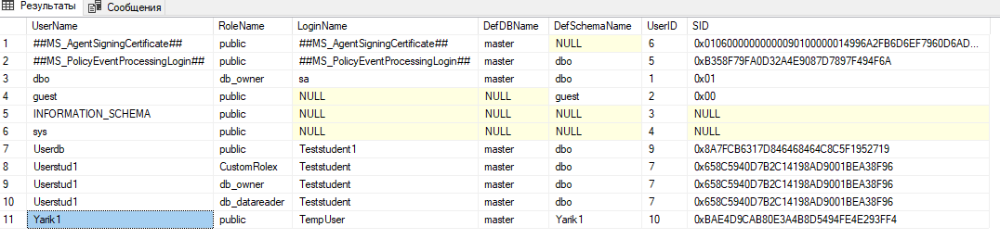 Результаты Сообщения
UserName RoleName LoginName DefDBName DefSchemaName UserID SID
1 ##MS_AgentSigningCertificate## public ##MS_AgentSigningCertificate## master NULL 6 0x01060000000000090100000014996A2FB6D6EF7960D6AD...
2 ##MS_PolicyEventProcessingLogin## public ##MS_PolicyEventProcessingLogin## master dbo 5 0xB358F79FA0D32A4E9087D7897F494F6A
3 dbo db_owner sa master dbo 1 0x01
4 guest public NULL NULL guest 2 0x00
5 INFORMATION_SCHEMA public NULL NULL NULL 3 NULL
6 sys public NULL NULL NULL 4 NULL
7 Userdb public Teststudent1 master dbo 9 0x8A7FCB6317D846468464C8C5F1952719
8 Userstud1 CustomRolex Teststudent master dbo 7 0x658C5940D7B2C14198AD9001BEA38F96
9 Userstud1 db_owner Teststudent master dbo 7 0x658C5940D7B2C14198AD9001BEA38F96
10 Userstud1 db_datareader Teststudent master dbo 7 0x658C5940D7B2C14198AD9001BEA38F96
11 Yarik1 public TempUser master Yarik1 10 0xBAE4D9CAB80E3A4B8D5494FE4E293FF4